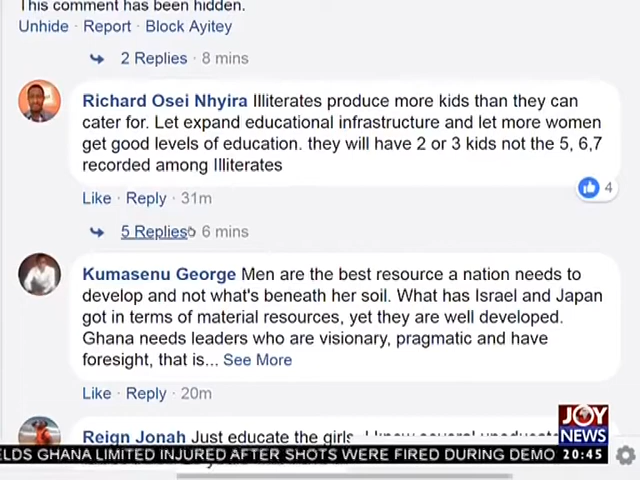 This comment has been hidden.
Unhide · Report · Block Ayitey
2 Replies · 8 mins
Richard Osei Nhyira Illiterates produce more kids than they can
cater for. Let expand educational infrastructure and let more women
get good levels of education. they will have 2 or 3 kids not the 5, 6,7
recorded among Illiterates
4
Like · Reply · 31m
5 Replies · 6 mins
Kumasenu George Men are the best resource a nation needs to
develop and not what's beneath her soil. What has Israel and Japan
got in terms of material resources, yet they are well developed.
Ghana needs leaders who are visionary, pragmatic and have
foresight, that is... See More
Like · Reply · 20m
Reign Jonah Just educate the girls.
JOY
NEWS
ELDS GHANA LIMITED INJURED AFTER SHOTS WERE FIRED DURING DEMO
20:45